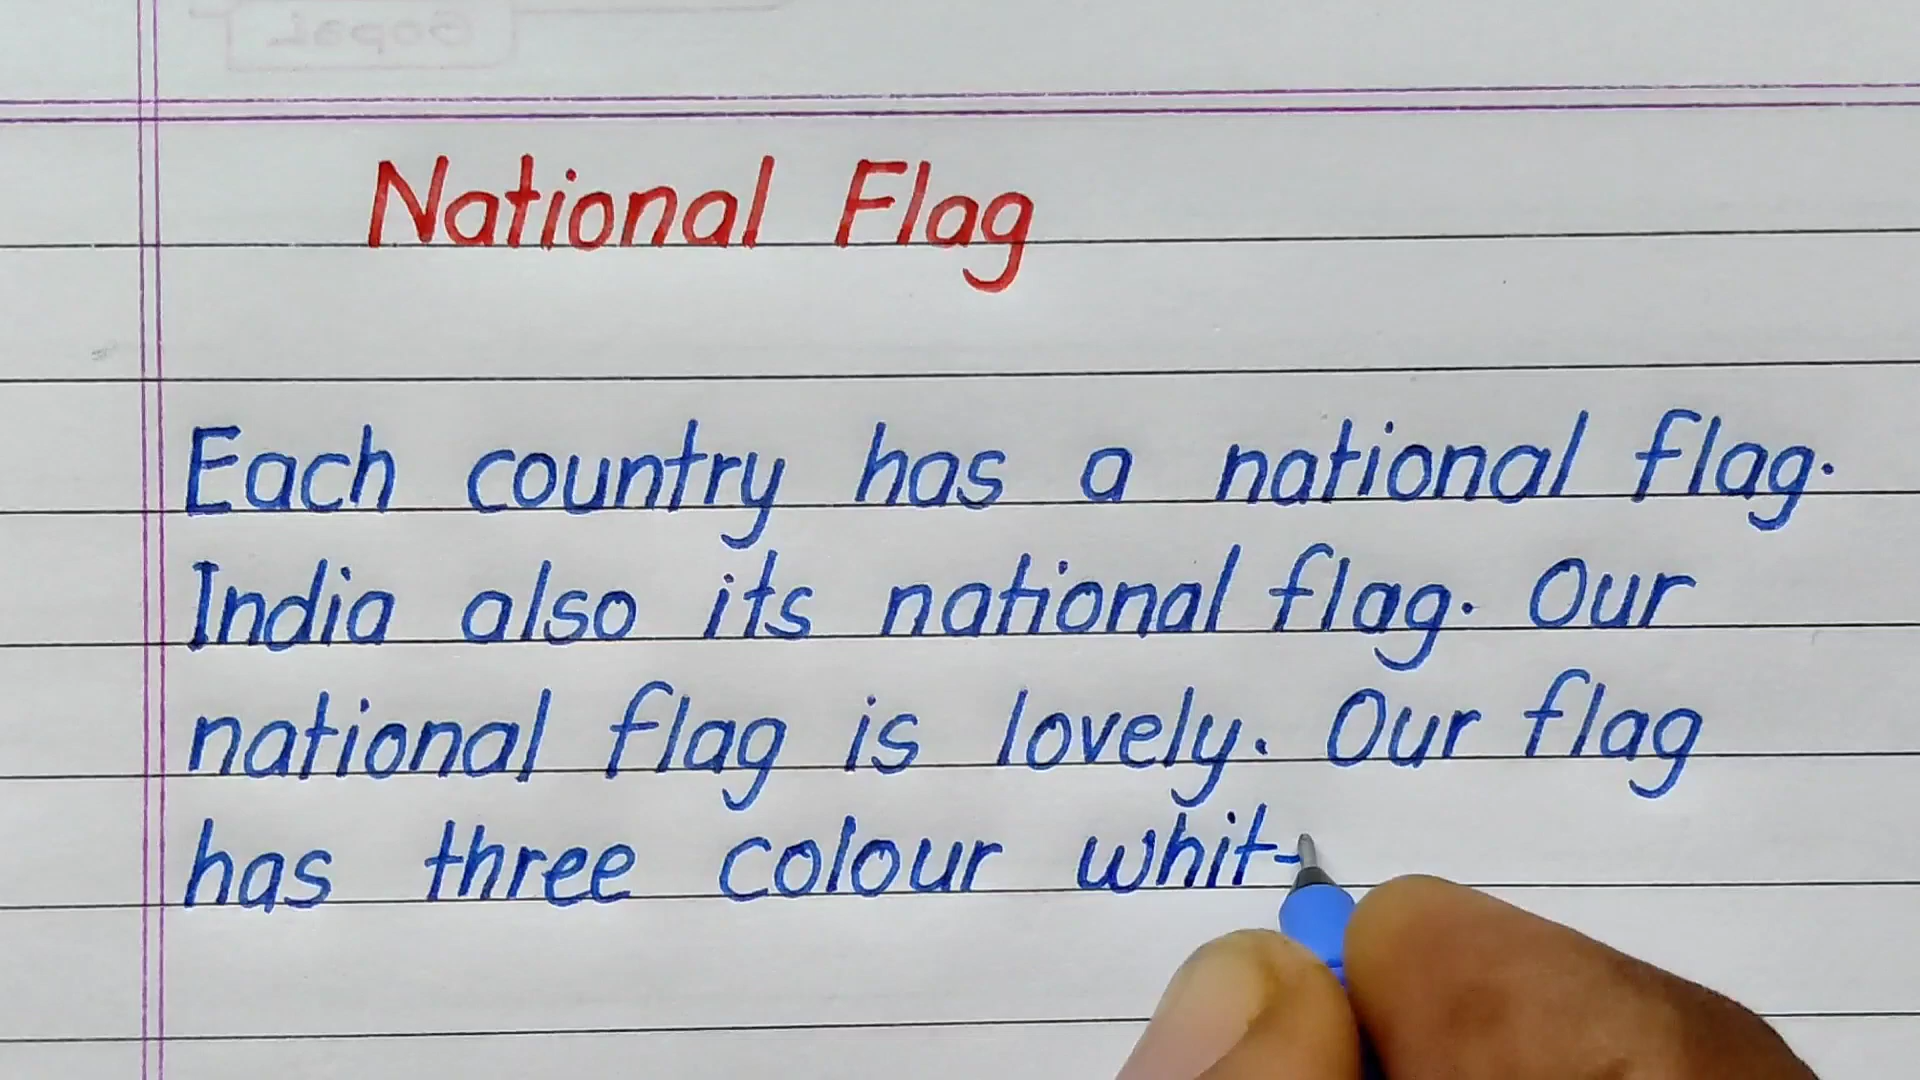 National Flag
Each country has a national flag.
India also its national flag. Our
national flag is lovely. Our flag
has three colour whit